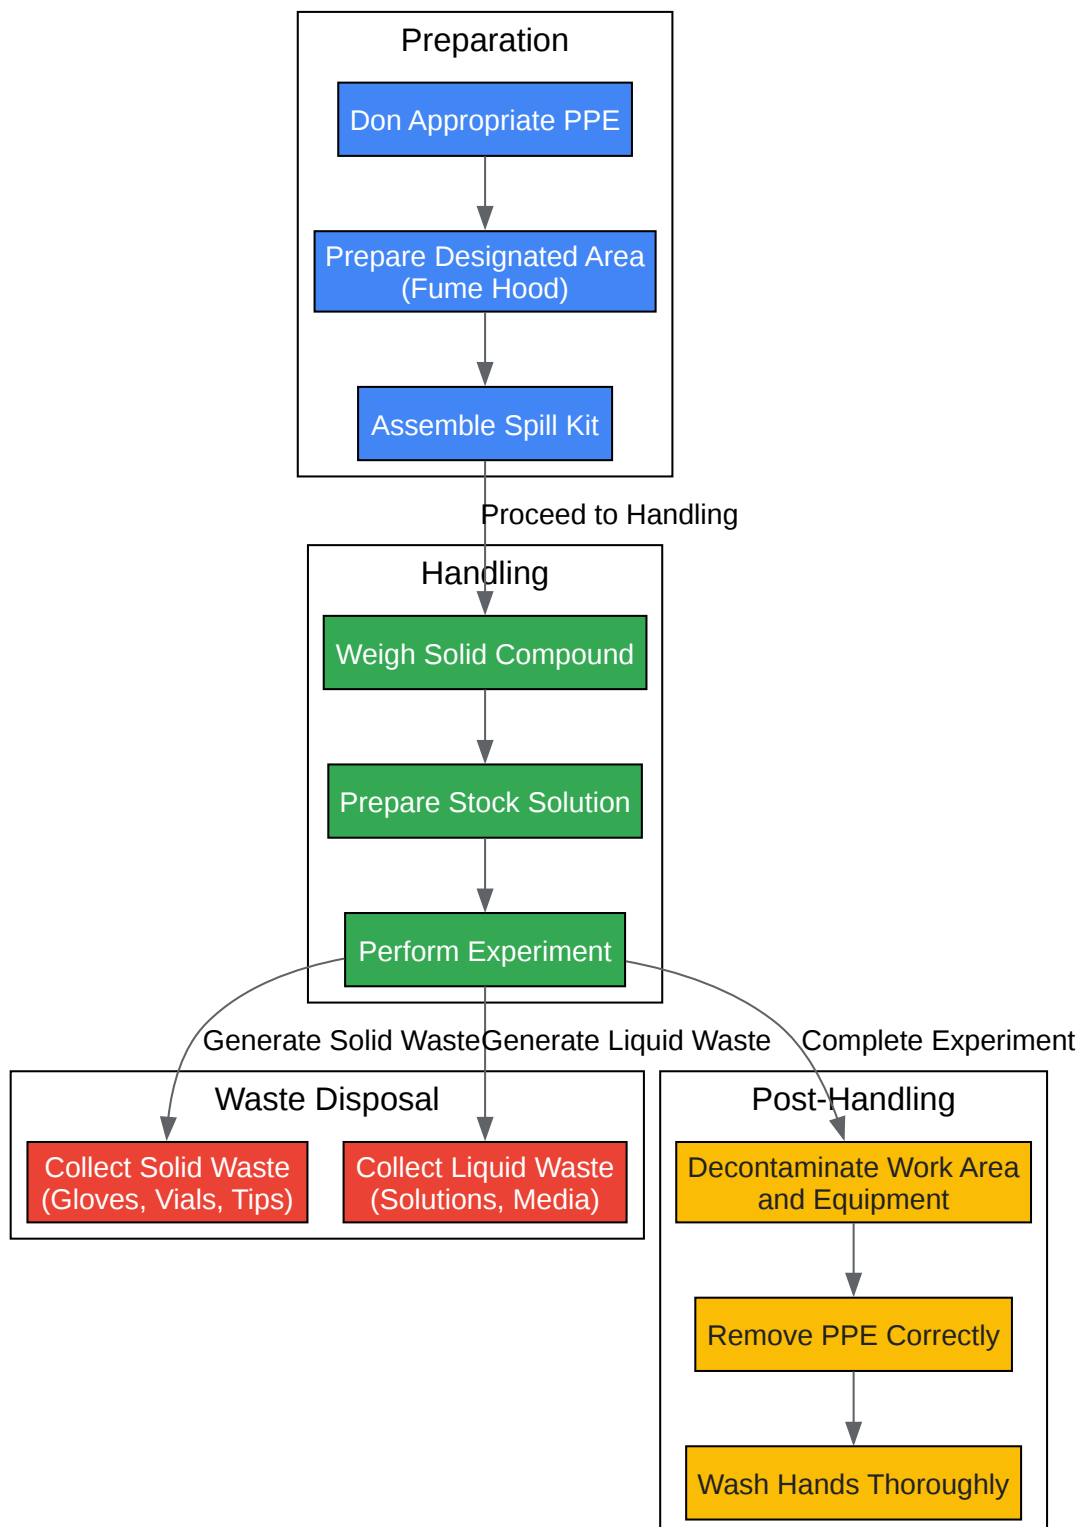 Preparation
Don Appropriate PPE
Prepare Designated Area
(Fume Hood)
Assemble Spill Kit
Proceed to Handling
Handling
Weigh Solid Compound
Prepare Stock Solution
Perform Experiment
Generate Solid Waste
Generate Liquid Waste
Complete Experiment
Waste Disposal
Collect Solid Waste
(Gloves, Vials, Tips)
Collect Liquid Waste
(Solutions, Media)
Post-Handling
Decontaminate Work Area
and Equipment
Remove PPE Correctly
Wash Hands Thoroughly